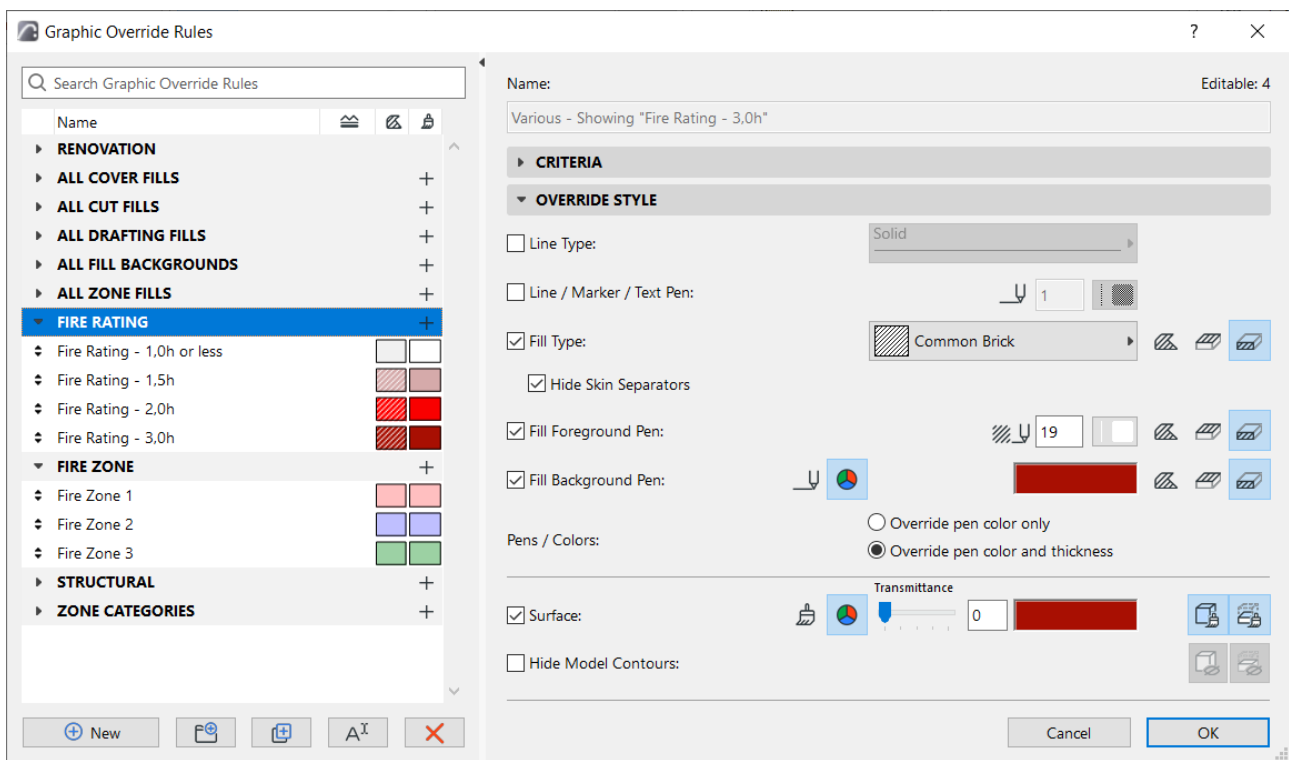 Graphic Override Rules
?
Search Graphic Override Rules
Name
RENOVATION
ALL COVER FILLS
ALL CUT FILLS
ALL DRAFTING FILLS
ALL FILL BACKGROUNDS
ALL ZONE FILLS
FIRE RATING
Fire Rating - 1,0h or less
Fire Rating - 1,5h
Fire Rating - 2,0h
Fire Rating - 3,0h
FIRE ZONE
Fire Zone 1
Fire Zone 2
Fire Zone 3
STRUCTURAL
ZONE CATEGORIES
New
Name: Editable: 4
Various - Showing "Fire Rating - 3,0h"
CRITERIA
OVERRIDE STYLE
Line Type: Solid
Line / Marker / Text Pen: 1
Fill Type: Common Brick
Hide Skin Separators
Fill Foreground Pen: 19
Fill Background Pen:
Pens / Colors:
Override pen color only
Override pen color and thickness
Transmittance
Surface: 0
Hide Model Contours:
Cancel OK